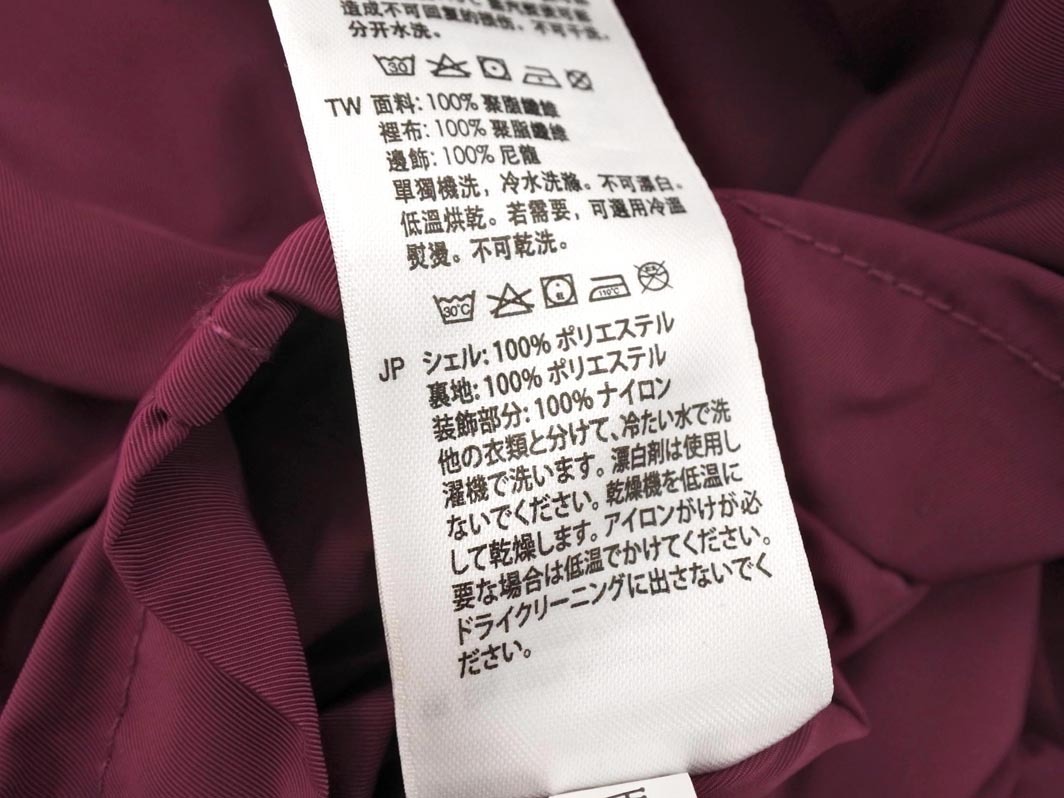 造成不可回复的损伤，不可干洗。
分开水洗。
30
TW 面料: 100% 聚脂纖維
裡布: 100% 聚脂纖維
邊飾: 100% 尼龍
單獨機洗，冷水洗滌。不可漂白。
低溫烘乾。若需要，可選用冷溫
熨燙。不可乾洗。
30°C 110°C
JP シェル: 100% ポリエステル
裏地: 100% ポリエステル
装飾部分: 100% ナイロン
他の衣類と分けて、冷たい水で洗
濯機で洗います。漂白剤は使用し
ないでください。乾燥機を低温に
して乾燥します。アイロンがけが必
要な場合は低温でかけてください。
ドライクリーニングに出さないでく
ださい。